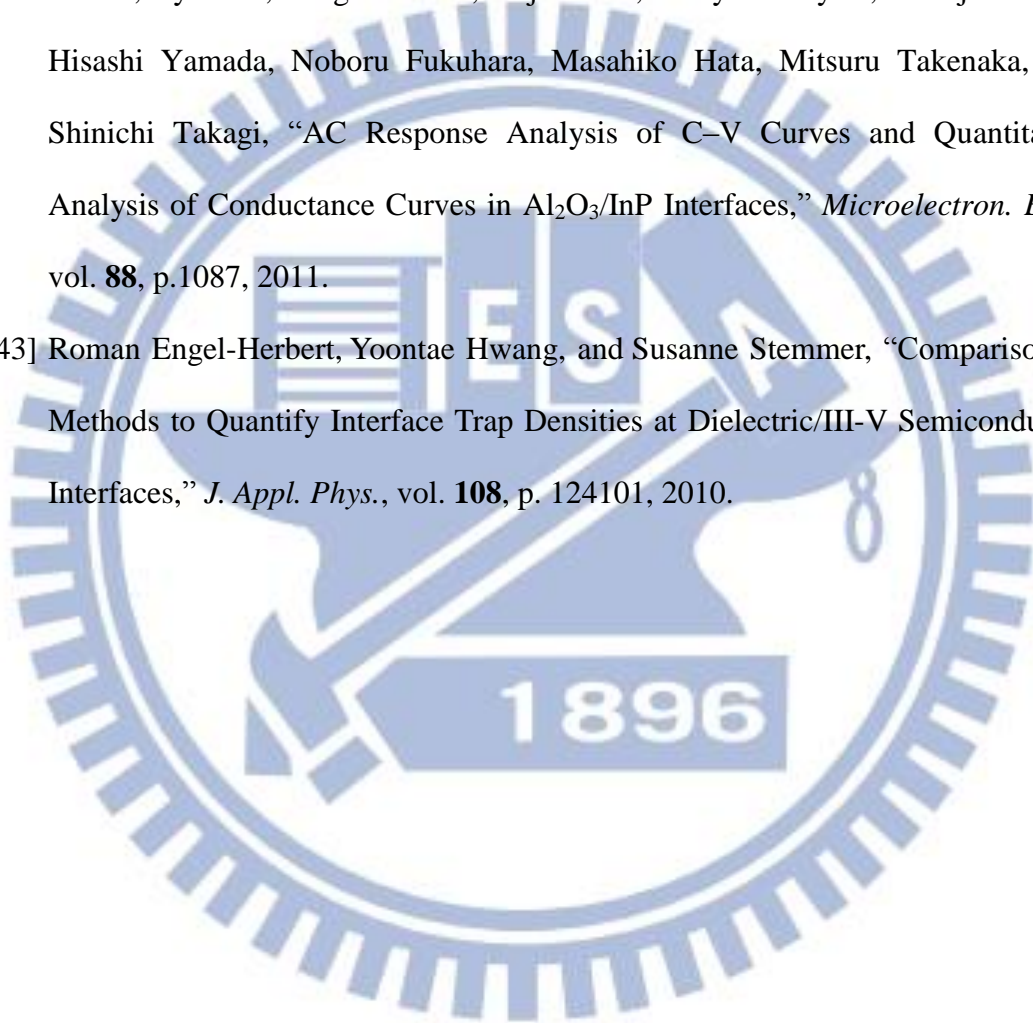 Hisashi Yamada, Noboru Fukuhara, Masahiko Hata, Mitsuru Takenaka,
Shinichi Takagi, “AC Response Analysis of C–V Curves and Quantita
Analysis of Conductance Curves in Al₂O₃/InP Interfaces,” Microelectron. E
vol. 88, p.1087, 2011.
43] Roman Engel-Herbert, Yoontae Hwang, and Susanne Stemmer, “Compariso
Methods to Quantify Interface Trap Densities at Dielectric/III-V Semicondu
Interfaces,” J. Appl. Phys., vol. 108, p. 124101, 2010.
ESA
1896